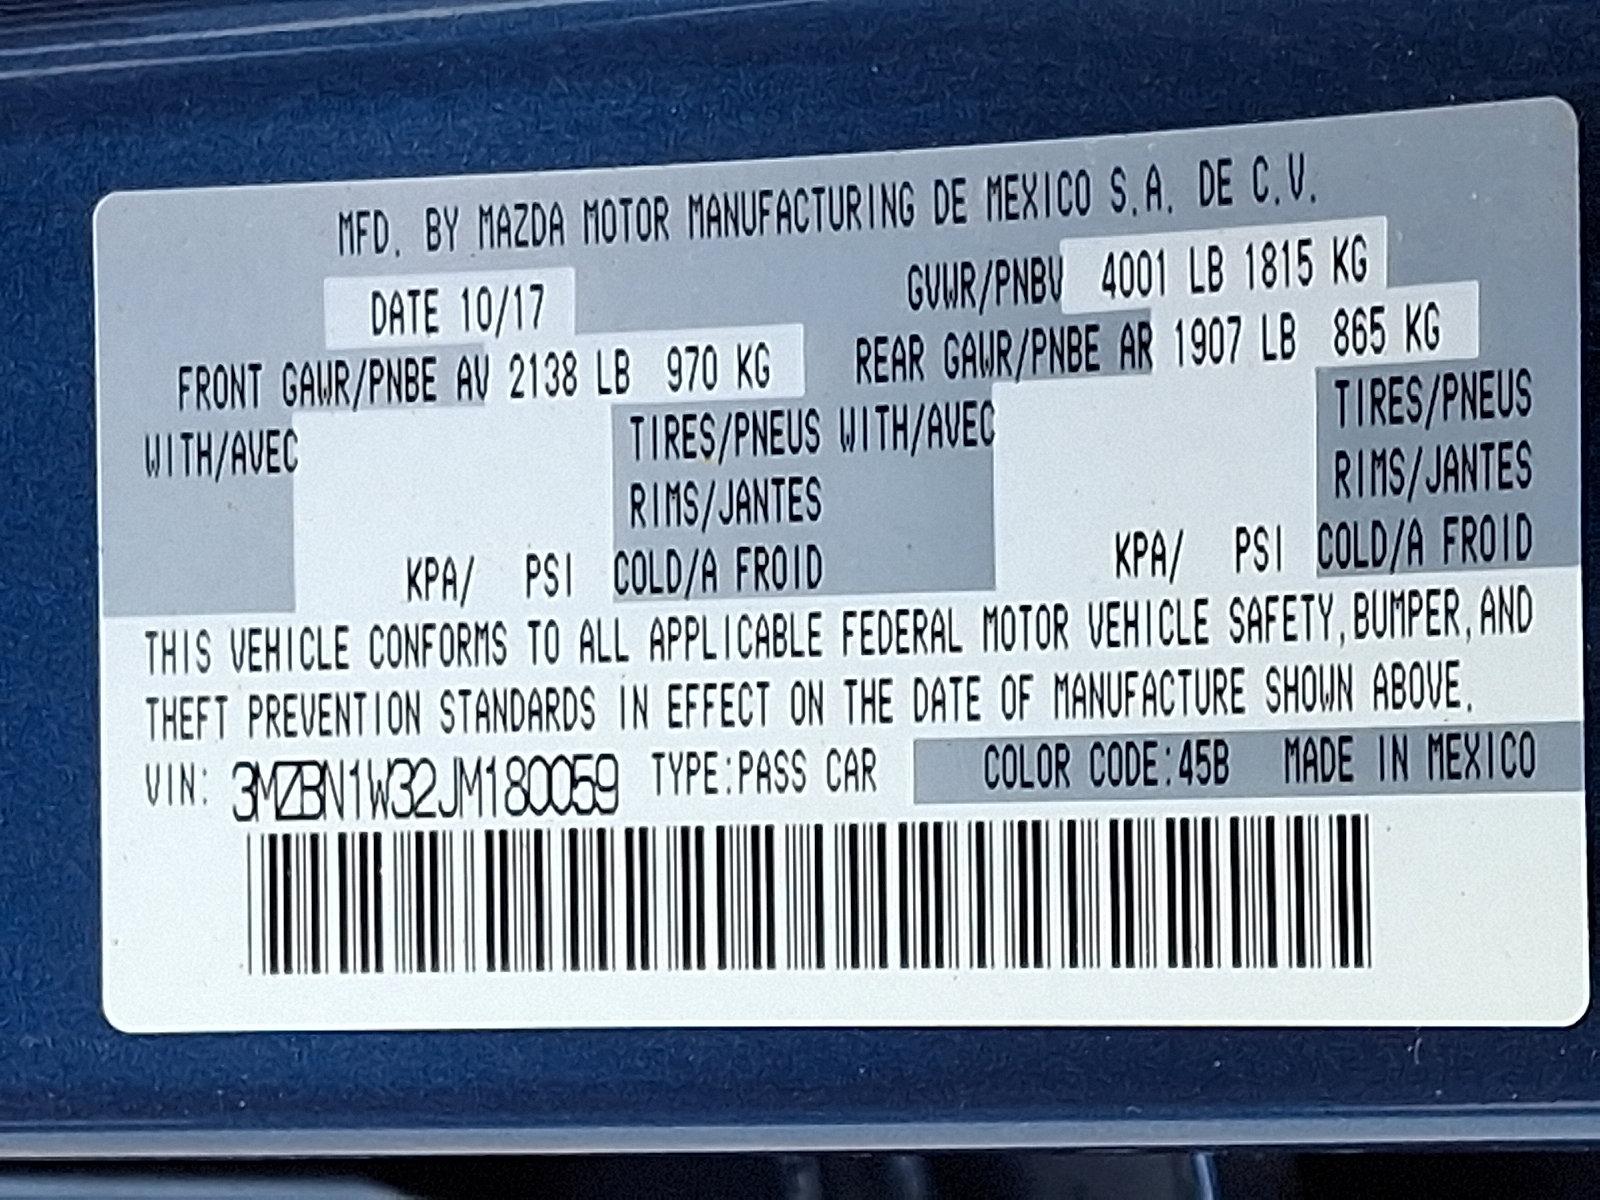 MFD. BY MAZDA MOTOR MANUFACTURING DE MEXICO S.A. DE C.V.
DATE 10/17 GVWR/PNBV 4001 LB 1815 KG
FRONT GAWR/PNBE AV 2138 LB 970 KG REAR GAWR/PNBE AR 1907 LB 865 KG
WITH/AVEC TIRES/PNEUS WITH/AVEC TIRES/PNEUS
RIMS/JANTES RIMS/JANTES
KPA/ PSI COLD/A FROID KPA/ PSI COLD/A FROID
THIS VEHICLE CONFORMS TO ALL APPLICABLE FEDERAL MOTOR VEHICLE SAFETY,BUMPER,AND
THEFT PREVENTION STANDARDS IN EFFECT ON THE DATE OF MANUFACTURE SHOWN ABOVE.
VIN: 3MZBN1W32JM180059 TYPE:PASS CAR COLOR CODE:45B MADE IN MEXICO